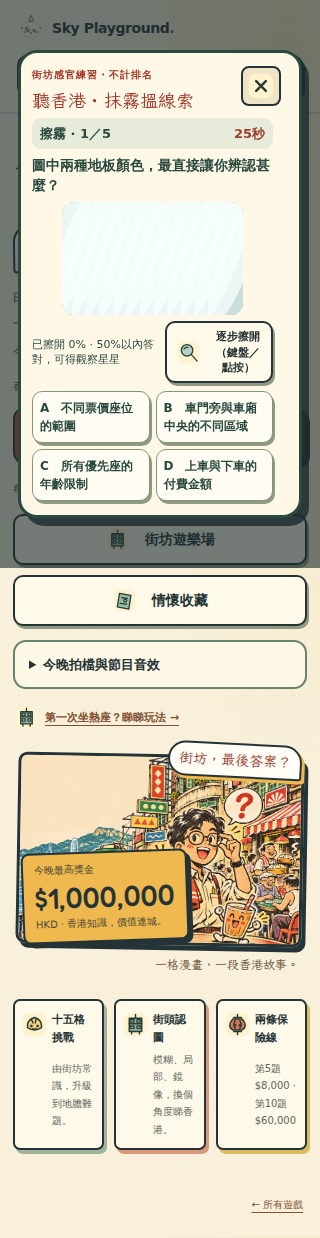 Sky Playground.
街坊感官練習・不計排名
聽香港・抹霧搵線索
擦霧・1／5
25秒
圖中兩種地板顏色，最直接讓你辨認甚
麼？
已擦開 0%・50%以內答
對，可得觀察星星
逐步擦開
（鍵盤／
點按）
A 不同票價座位
的範圍
B 車門旁與車廂
中央的不同區域
C 所有優先座的
年齡限制
D 上車與下車的
付費金額
街坊遊樂場
情懷收藏
▶ 今晚拍檔與節目音效
第一次坐熱座？睇睇玩法 →
街坊，最後答案？
?
今晚最高獎金
$1,000,000
HKD・香港知識，價值連城。
一格漫畫，一段香港故事。
十五格
挑戰
由街坊常
識，升級
到地膽難
題。
街頭認
圖
模糊、局
部、鏡
像，換個
角度睇香
港。
兩條保
險線
第5題
$8,000・
第10題
$60,000
← 所有遊戲